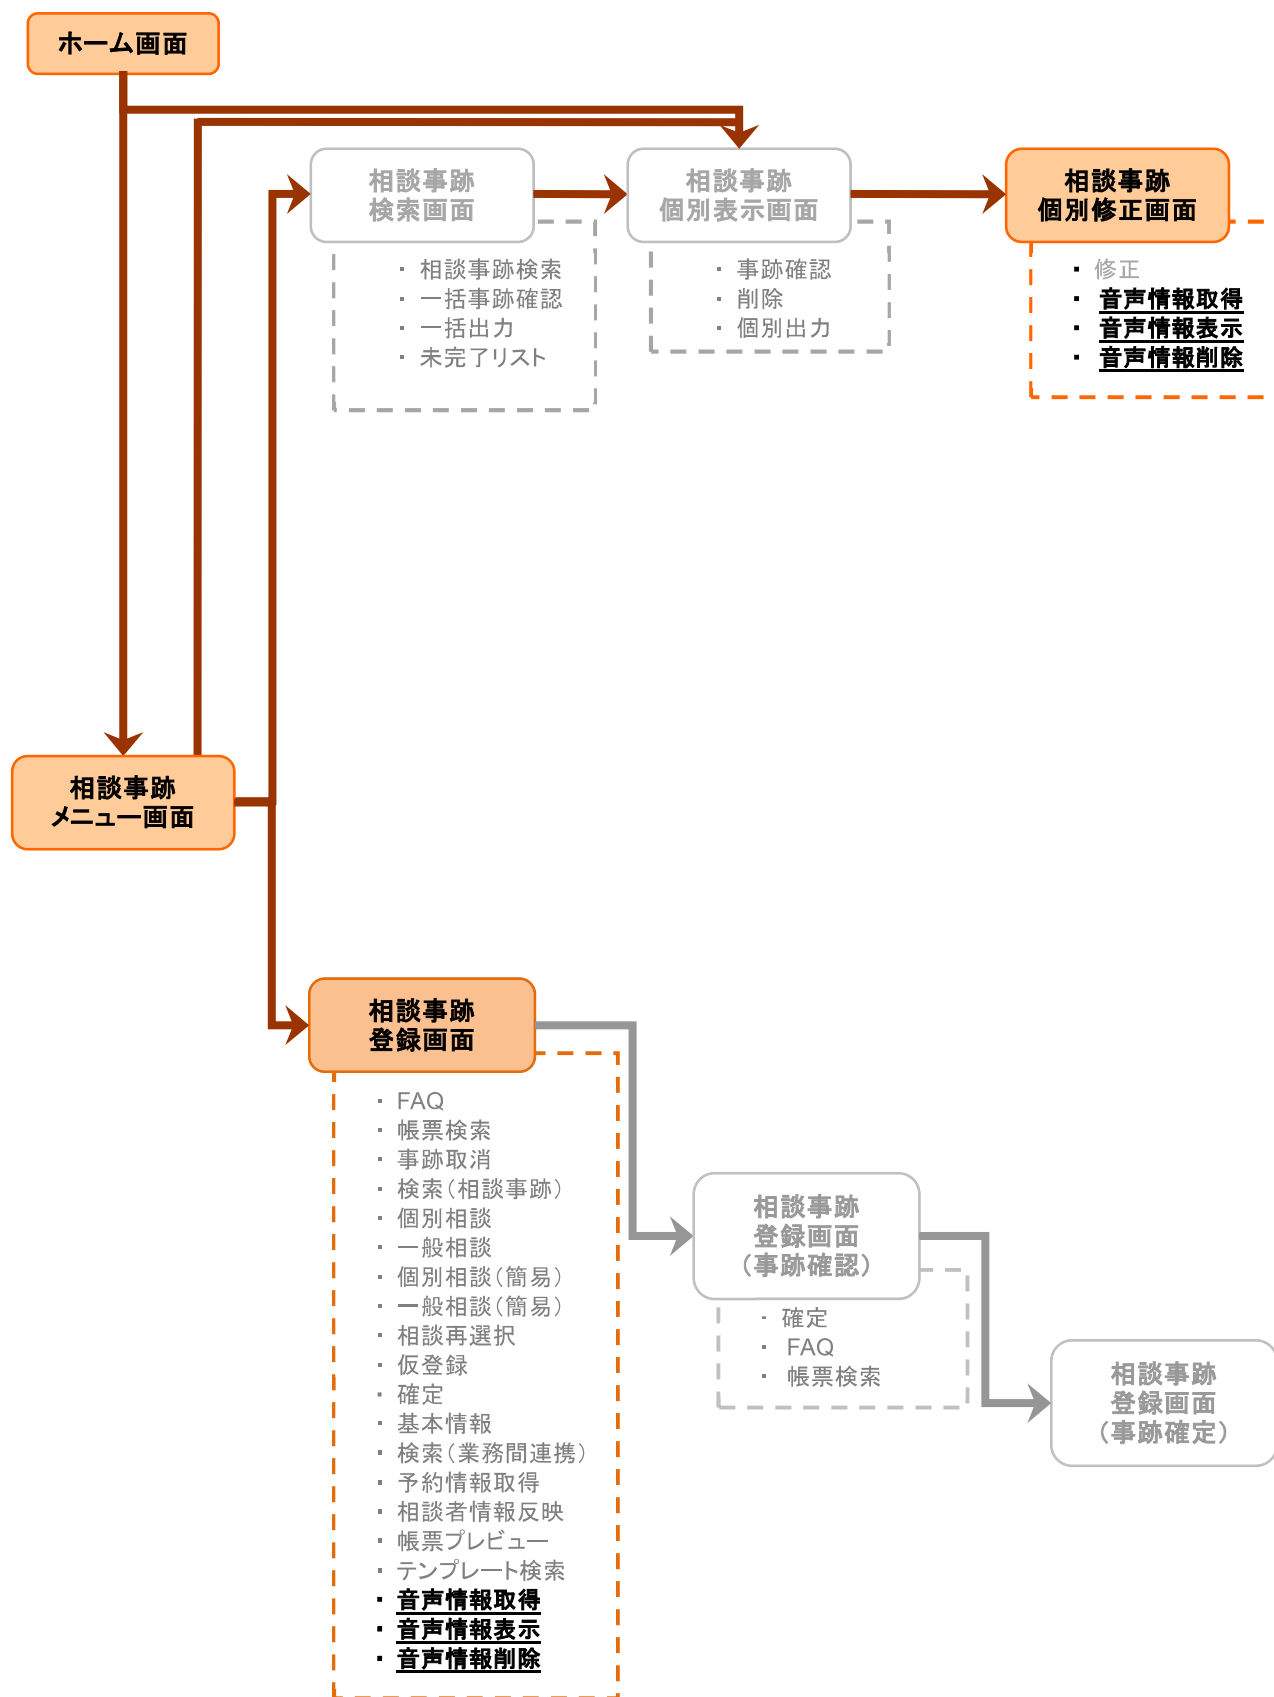 ホーム画面
相談事跡
検索画面
・ 相談事跡検索
・ 一括事跡確認
・ 一括出力
・ 未完了リスト
相談事跡
個別表示画面
・ 事跡確認
・ 削除
・ 個別出力
相談事跡
個別修正画面
・ 修正
・ 音声情報取得
・ 音声情報表示
・ 音声情報削除
相談事跡
メニュー画面
相談事跡
登録画面
・ FAQ
・ 帳票検索
・ 事跡取消
・ 検索（相談事跡）
・ 個別相談
・ 一般相談
・ 個別相談（簡易）
・ 一般相談（簡易）
・ 相談再選択
・ 仮登録
・ 確定
・ 基本情報
・ 検索（業務間連携）
・ 予約情報取得
・ 相談者情報反映
・ 帳票プレビュー
・ テンプレート検索
・ 音声情報取得
・ 音声情報表示
・ 音声情報削除
相談事跡
登録画面
（事跡確認）
・ 確定
・ FAQ
・ 帳票検索
相談事跡
登録画面
（事跡確定）